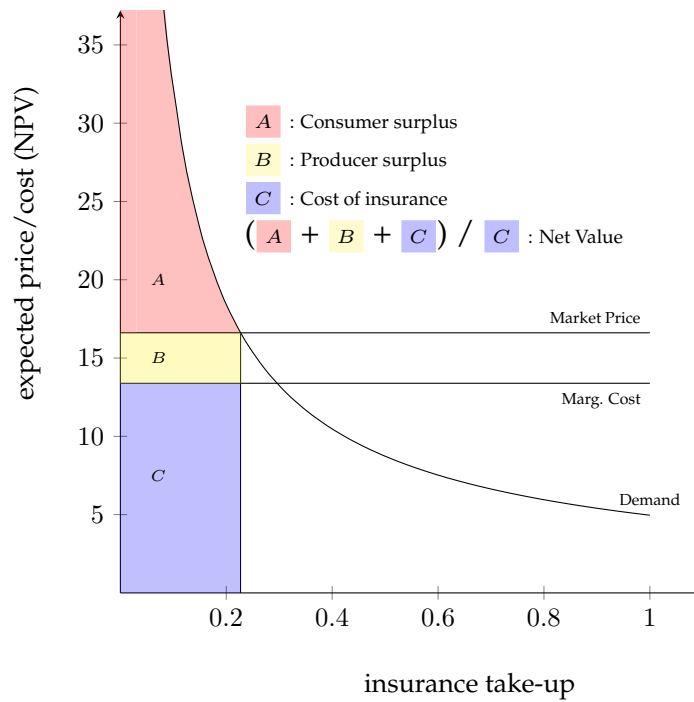 35
30
25
20
15
10
5
expected price/cost (NPV)
A : Consumer surplus
B : Producer surplus
C : Cost of insurance
( A + B + C ) / C : Net Value
A
B
C
Market Price
Marg. Cost
Demand
0.2 0.4 0.6 0.8 1
insurance take-up